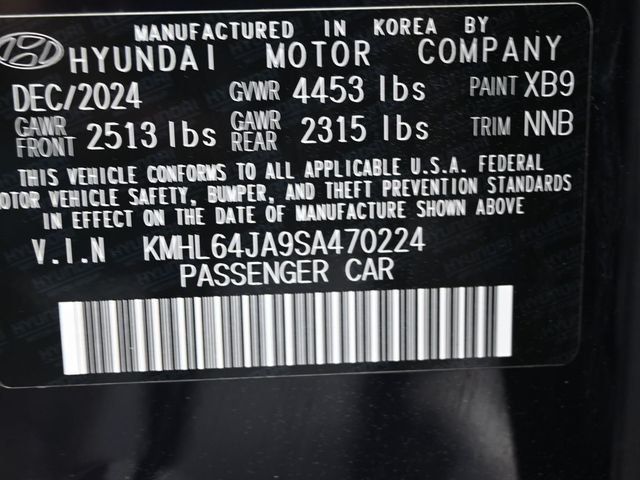 MANUFACTURED IN KOREA BY
HYUNDAI MOTOR COMPANY
DEC/2024 GVWR 4453 lbs PAINT XB9
GAWR FRONT 2513 lbs GAWR REAR 2315 lbs TRIM NNB
THIS VEHICLE CONFORMS TO ALL APPLICABLE U.S.A. FEDERAL
MOTOR VEHICLE SAFETY, BUMPER, AND THEFT PREVENTION STANDARDS
IN EFFECT ON THE DATE OF MANUFACTURE SHOWN ABOVE
V.I.N KMHL64JA9SA470224
PASSENGER CAR